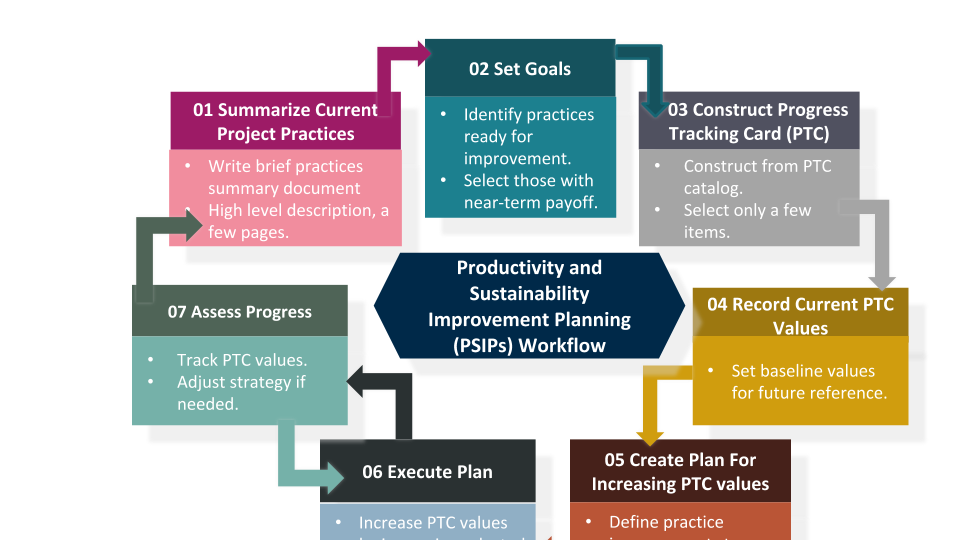 01 Summarize Current
Project Practices
• Write brief practices
summary document
• High level description, a
few pages.
02 Set Goals
• Identify practices
ready for
improvement.
• Select those with
near-term payoff.
03 Construct Progress
Tracking Card (PTC)
• Construct from PTC
catalog.
• Select only a few
items.
Productivity and
Sustainability
Improvement Planning
(PSIPs) Workflow
04 Record Current PTC
Values
• Set baseline values
for future reference.
05 Create Plan For
Increasing PTC values
• Define practice
06 Execute Plan
• Increase PTC values
07 Assess Progress
• Track PTC values.
• Adjust strategy if
needed.